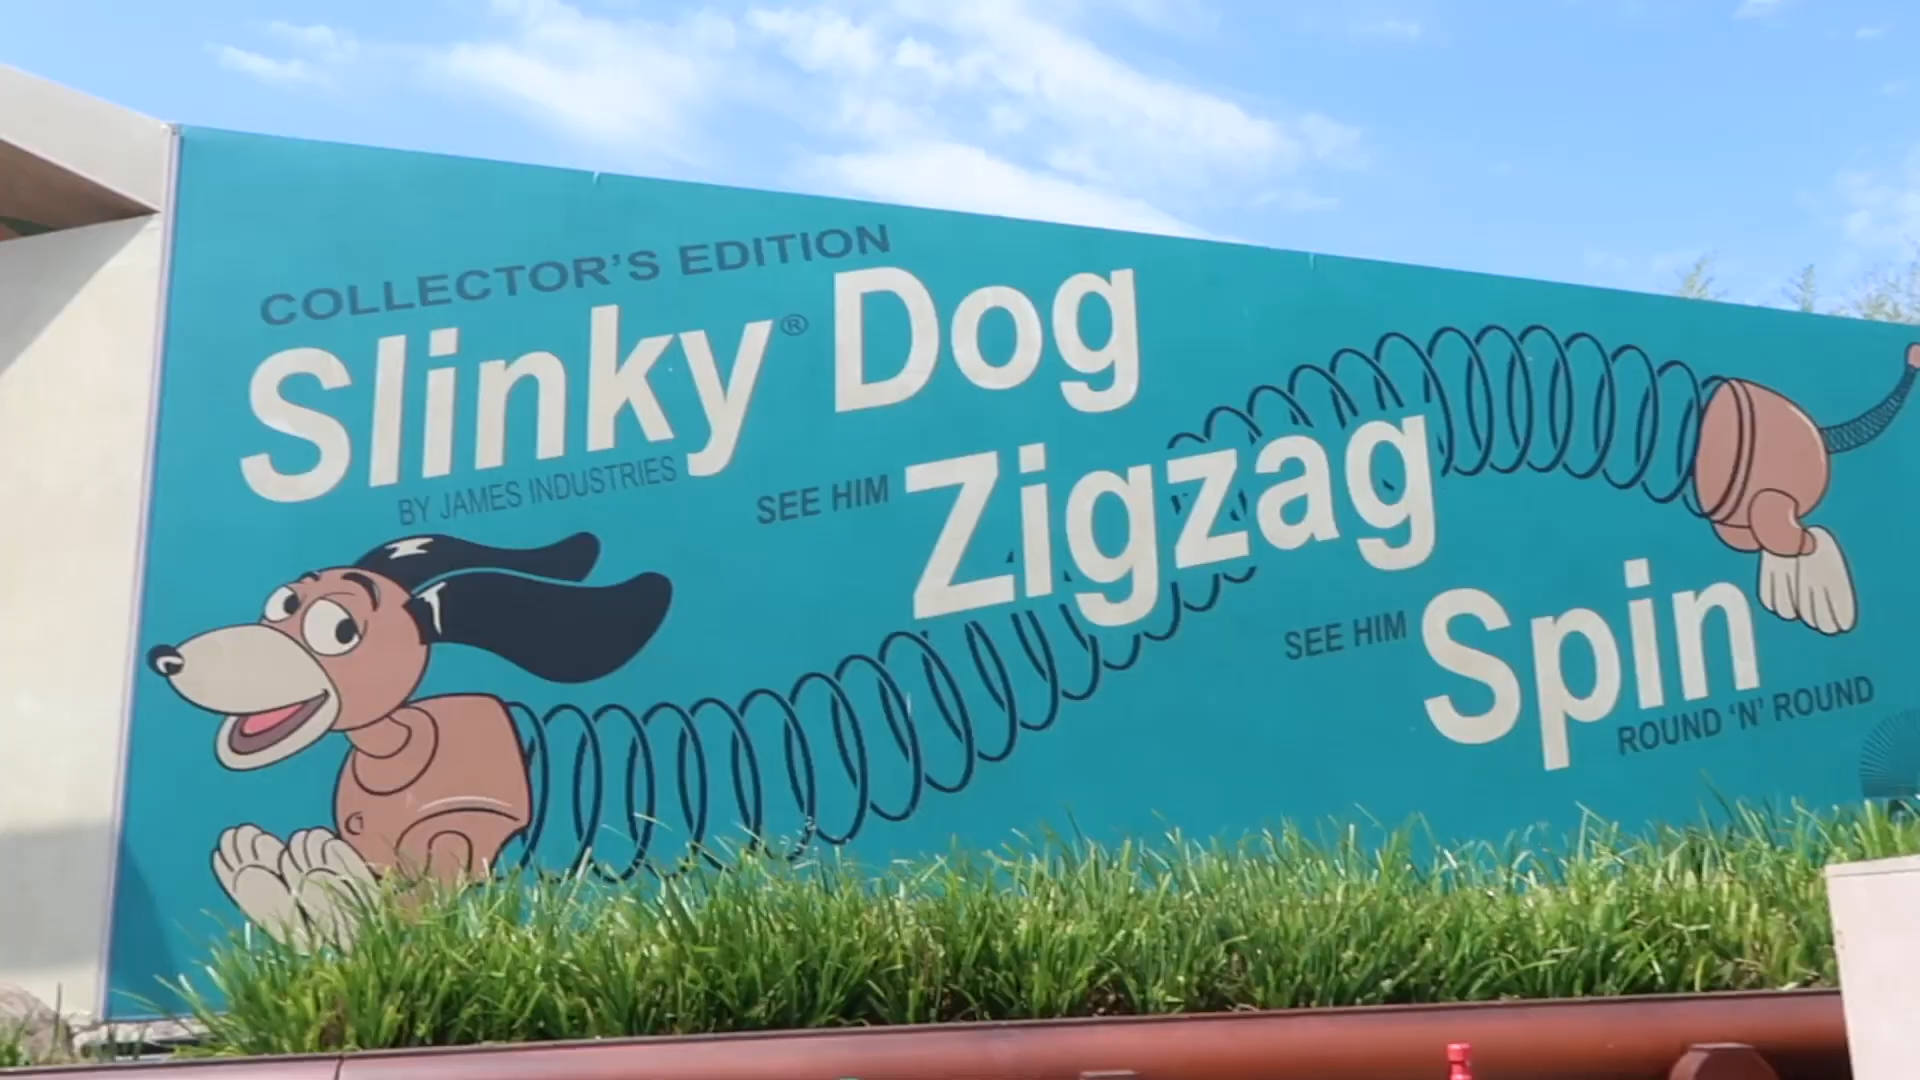 COLLECTOR'S EDITION
Slinky® Dog
BY JAMES INDUSTRIES
SEE HIM Zigzag
SEE HIM Spin
ROUND 'N' ROUND